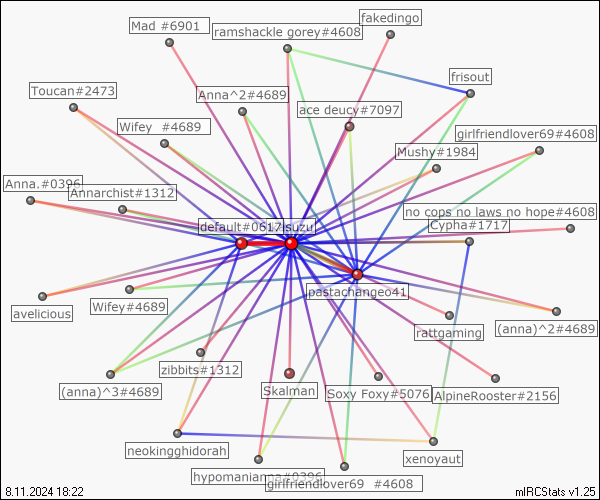 fakedingo
Mad #6901
ramshackle gorey#4608
frisout
Toucan#2473
Anna^2#4689
ace deucy#7097
Wifey #4689
girlfriendlover69#4608
Mushy#1984
Anna.#0396
Annarchist#1312
no cops no laws no hope#4608
default#0617
suzu
Cypha#1717
pastachangeo41
avelicious
Wifey#4689
rattgaming
(anna)^2#4689
zibbits#1312
(anna)^3#4689
Skalman
Soxy Foxy#5076
AlpineRooster#2156
neokingghidorah
xenoyaut
hypomanianna#0396
girlfriendlover69 #4608
8.11.2024 18:22
mIRCStats v1.25